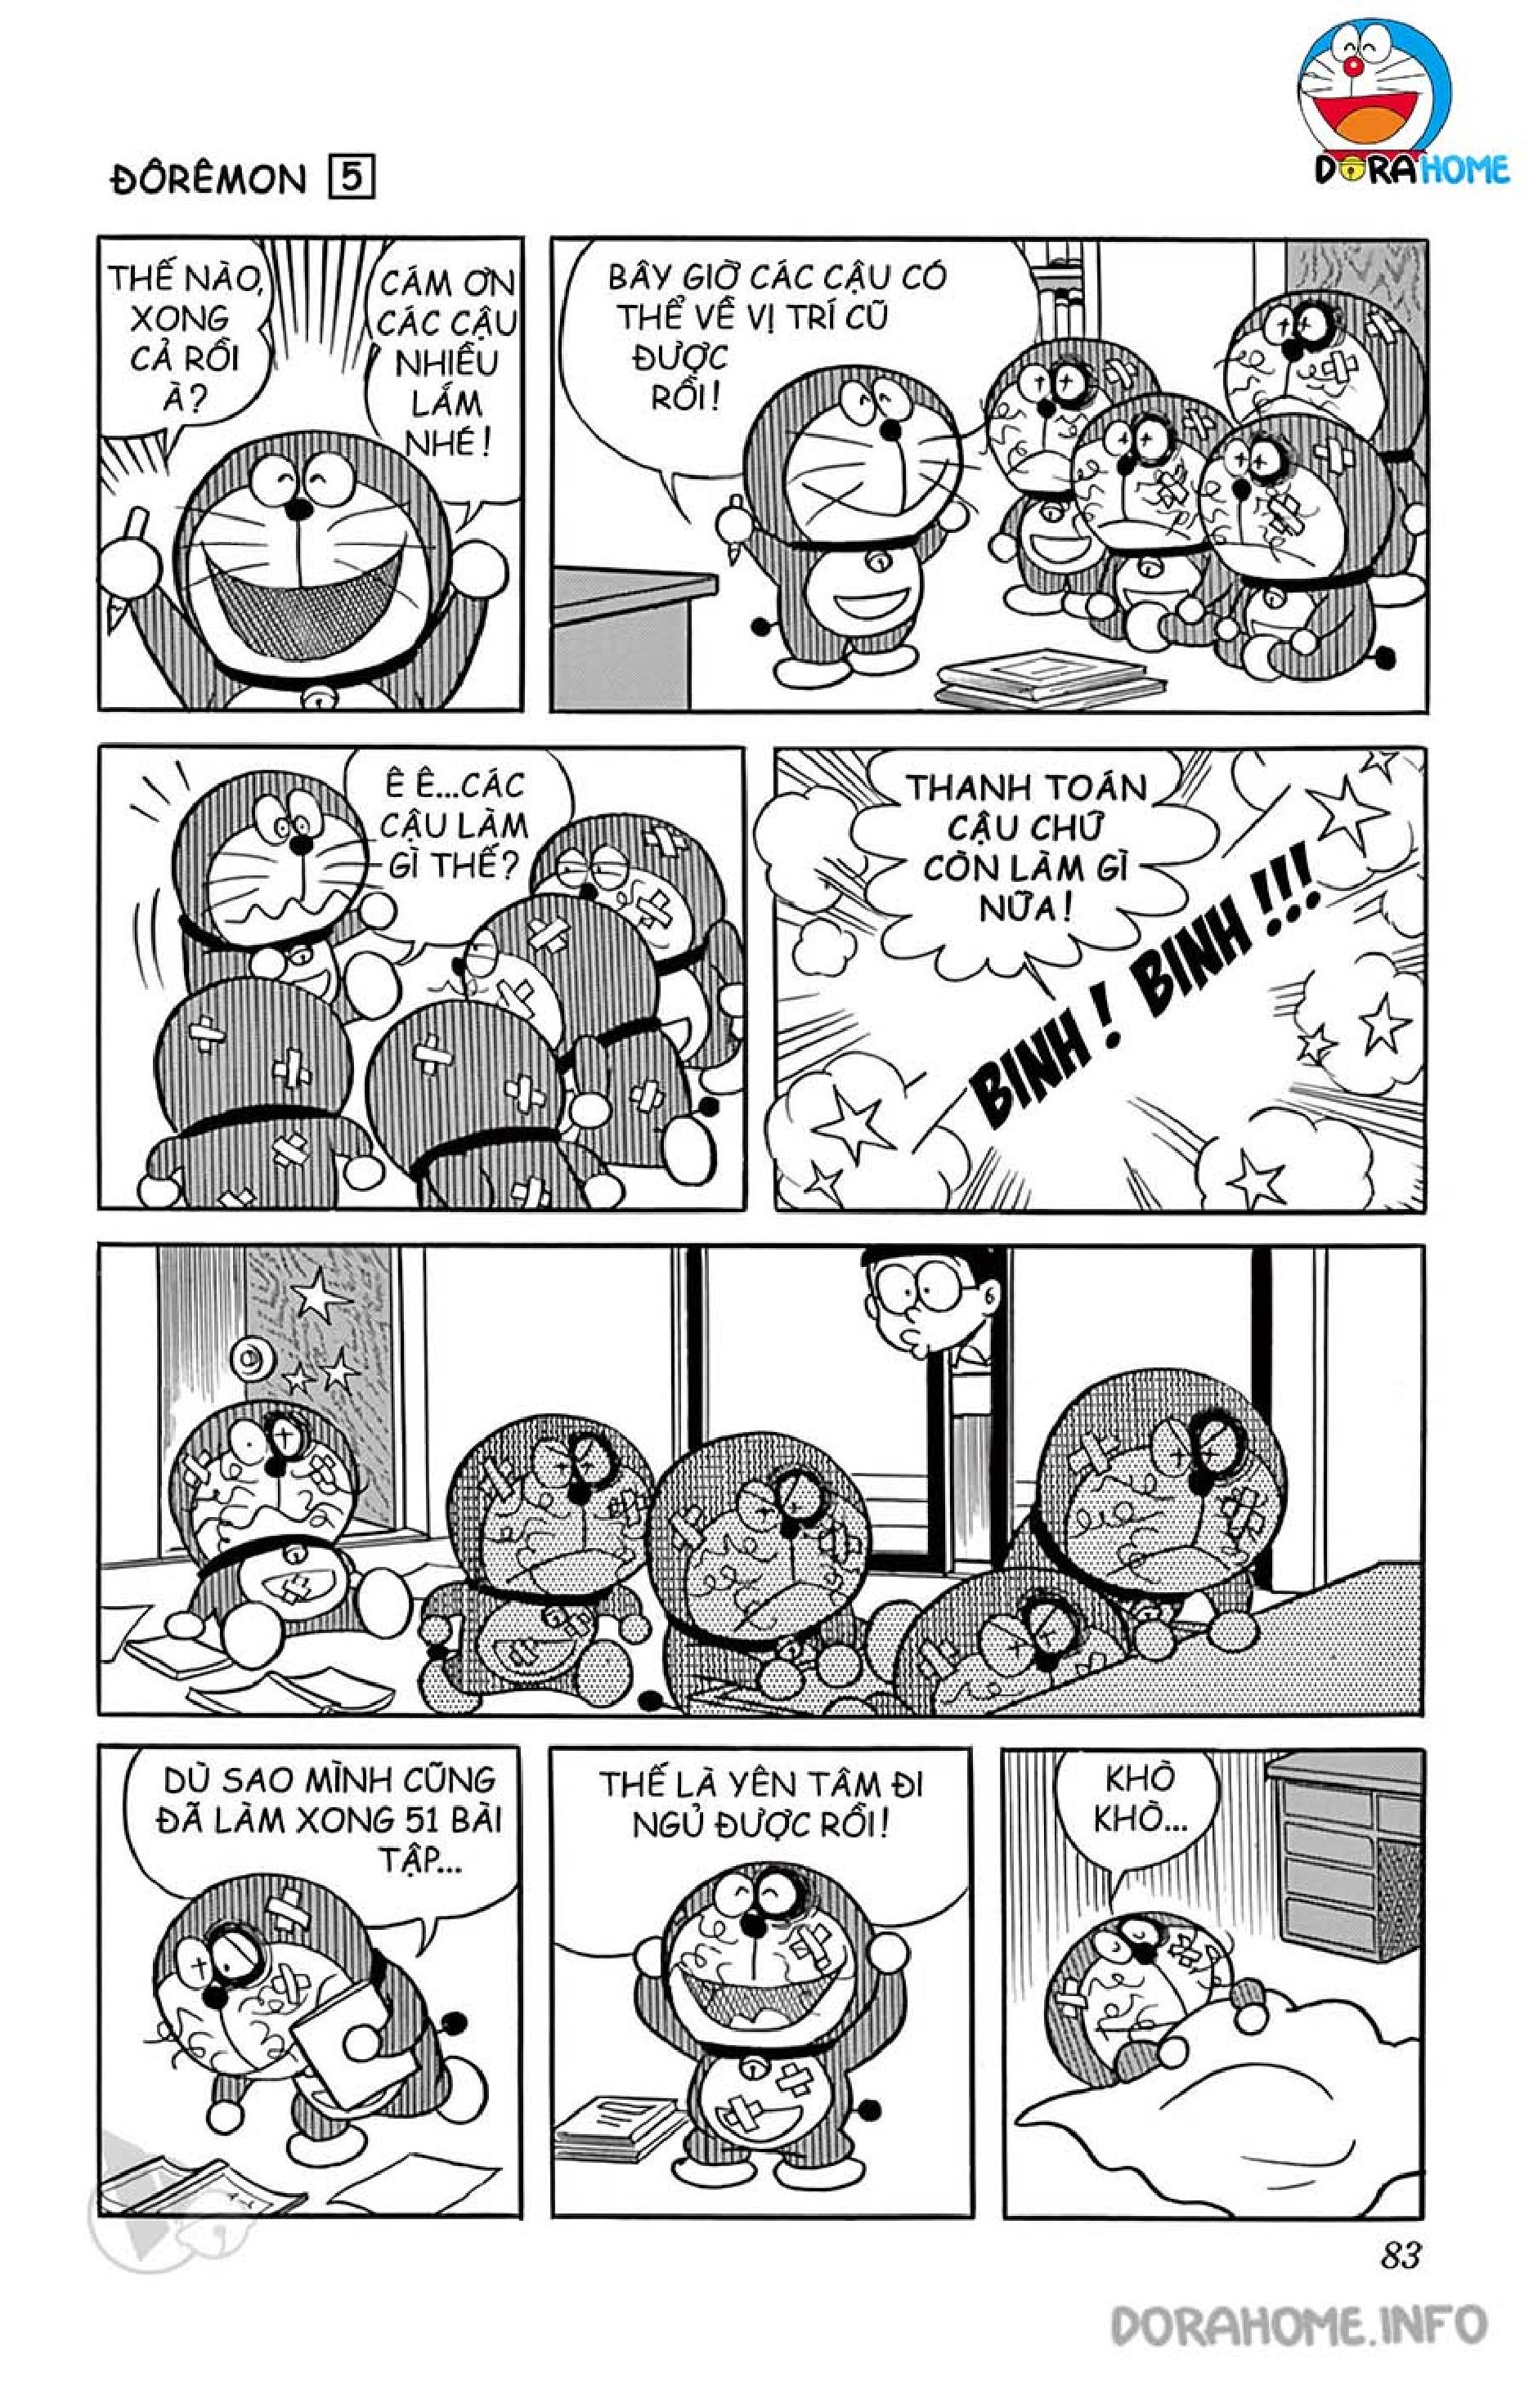 DORAHOME
ĐÔRÊMON 5
THẾ NÀO,
XONG
CẢ RỒI
À?
CÁM ƠN
CÁC CẬU
NHIỀU
LẮM
NHÉ!
BÂY GIỜ CÁC CẬU CÓ
THỂ VỀ VỊ TRÍ CŨ
ĐƯỢC
RỒI!
Ê Ê...CÁC
CẬU LÀM
GÌ THẾ?
THANH TOÁN
CẬU CHỨ
CÒN LÀM GÌ
NỮA!
BINH! BINH!!!
DÙ SAO MÌNH CŨNG
ĐÃ LÀM XONG 51 BÀI
TẬP...
THẾ LÀ YÊN TÂM ĐI
NGỦ ĐƯỢC RỒI!
KHÒ
KHÒ...
83
DORAHOME.INFO